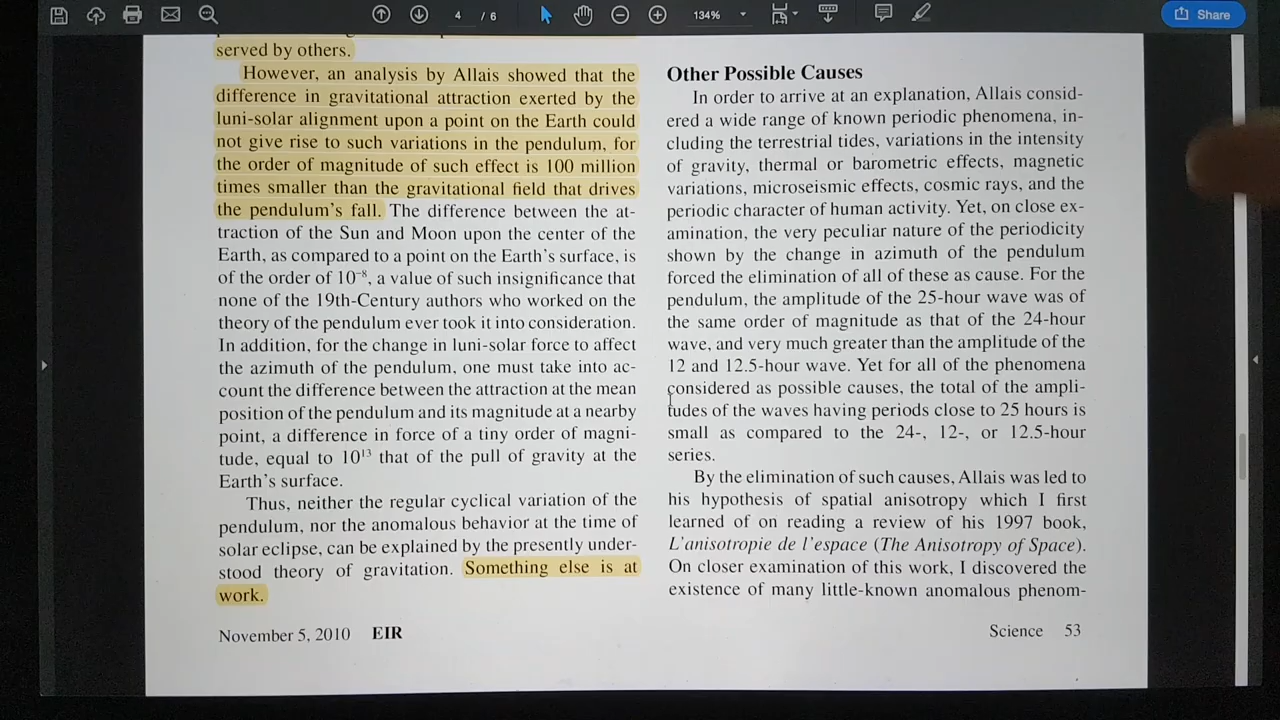 4 / 6
134%
Share
served by others.
However, an analysis by Allais showed that the
difference in gravitational attraction exerted by the
luni-solar alignment upon a point on the Earth could
not give rise to such variations in the pendulum, for
the order of magnitude of such effect is 100 million
times smaller than the gravitational field that drives
the pendulum's fall. The difference between the at-
traction of the Sun and Moon upon the center of the
Earth, as compared to a point on the Earth's surface, is
of the order of 10⁻⁸, a value of such insignificance that
none of the 19th-Century authors who worked on the
theory of the pendulum ever took it into consideration.
In addition, for the change in luni-solar force to affect
the azimuth of the pendulum, one must take into ac-
count the difference between the attraction at the mean
position of the pendulum and its magnitude at a nearby
point, a difference in force of a tiny order of magni-
tude, equal to 10¹³ that of the pull of gravity at the
Earth's surface.
Thus, neither the regular cyclical variation of the
pendulum, nor the anomalous behavior at the time of
solar eclipse, can be explained by the presently under-
stood theory of gravitation. Something else is at
work.
November 5, 2010 EIR
Other Possible Causes
In order to arrive at an explanation, Allais consid-
ered a wide range of known periodic phenomena, in-
cluding the terrestrial tides, variations in the intensity
of gravity, thermal or barometric effects, magnetic
variations, microseismic effects, cosmic rays, and the
periodic character of human activity. Yet, on close ex-
amination, the very peculiar nature of the periodicity
shown by the change in azimuth of the pendulum
forced the elimination of all of these as cause. For the
pendulum, the amplitude of the 25-hour wave was of
the same order of magnitude as that of the 24-hour
wave, and very much greater than the amplitude of the
12 and 12.5-hour wave. Yet for all of the phenomena
considered as possible causes, the total of the ampli-
tudes of the waves having periods close to 25 hours is
small as compared to the 24-, 12-, or 12.5-hour
series.
By the elimination of such causes, Allais was led to
his hypothesis of spatial anisotropy which I first
learned of on reading a review of his 1997 book,
L'anisotropie de l'espace (The Anisotropy of Space).
On closer examination of this work, I discovered the
existence of many little-known anomalous phenom-
Science 53